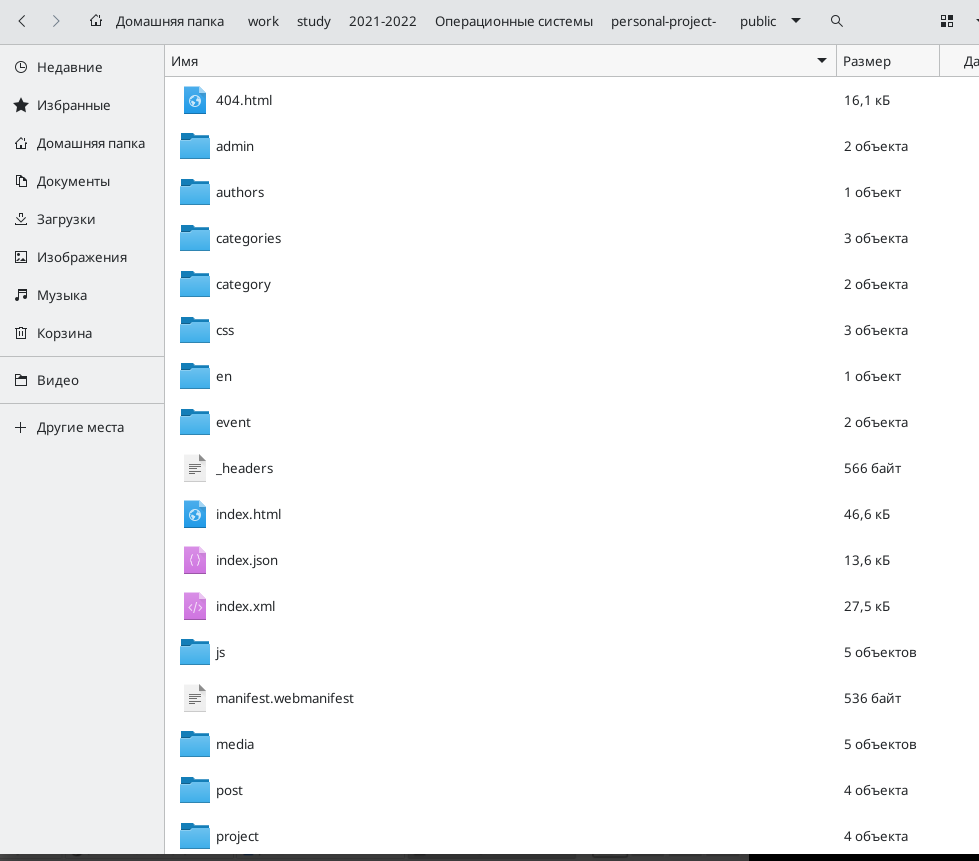 Домашняя папка work study 2021-2022 Операционные системы personal-project- public
Имя Размер Да
Недавние
Избранные
Домашняя папка
Документы
Загрузки
Изображения
Музыка
Корзина
Видео
Другие места
404.html 16,1 кБ
admin 2 объекта
authors 1 объект
categories 3 объекта
category 2 объекта
css 3 объекта
en 1 объект
event 2 объекта
_headers 566 байт
index.html 46,6 кБ
index.json 13,6 кБ
index.xml 27,5 кБ
js 5 объектов
manifest.webmanifest 536 байт
media 5 объектов
post 4 объекта
project 4 объекта